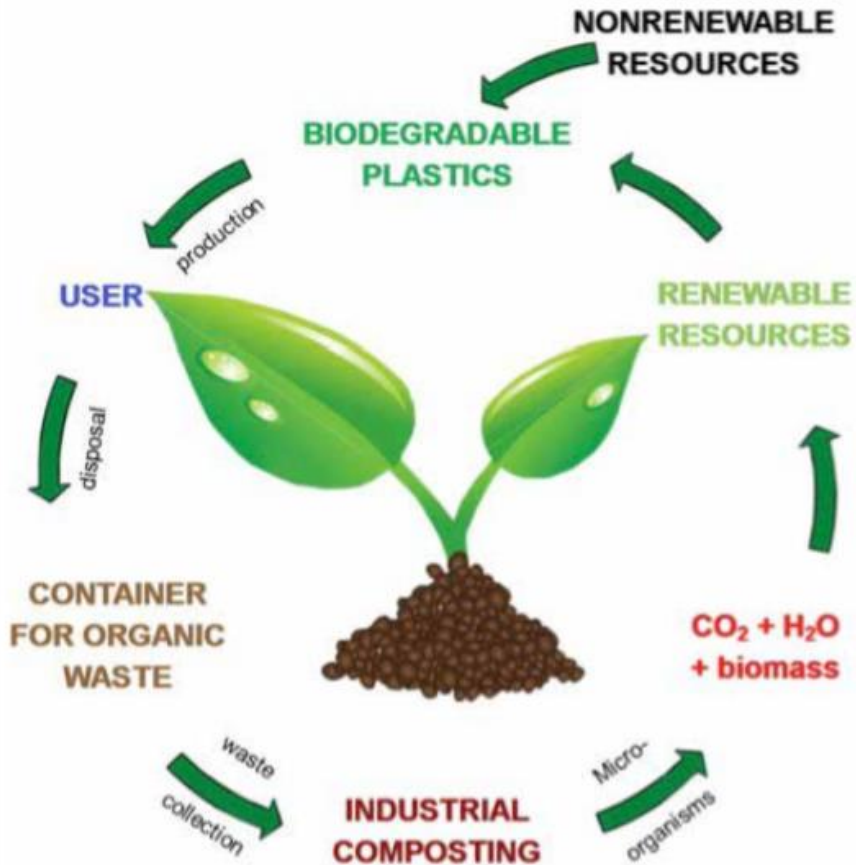 NONRENEWABLE
RESOURCES
BIODEGRADABLE
PLASTICS
production
USER
RENEWABLE
RESOURCES
disposal
CONTAINER
FOR ORGANIC
WASTE
CO₂ + H₂O
+ biomass
waste
collection
INDUSTRIAL
COMPOSTING
Micro-
organisms